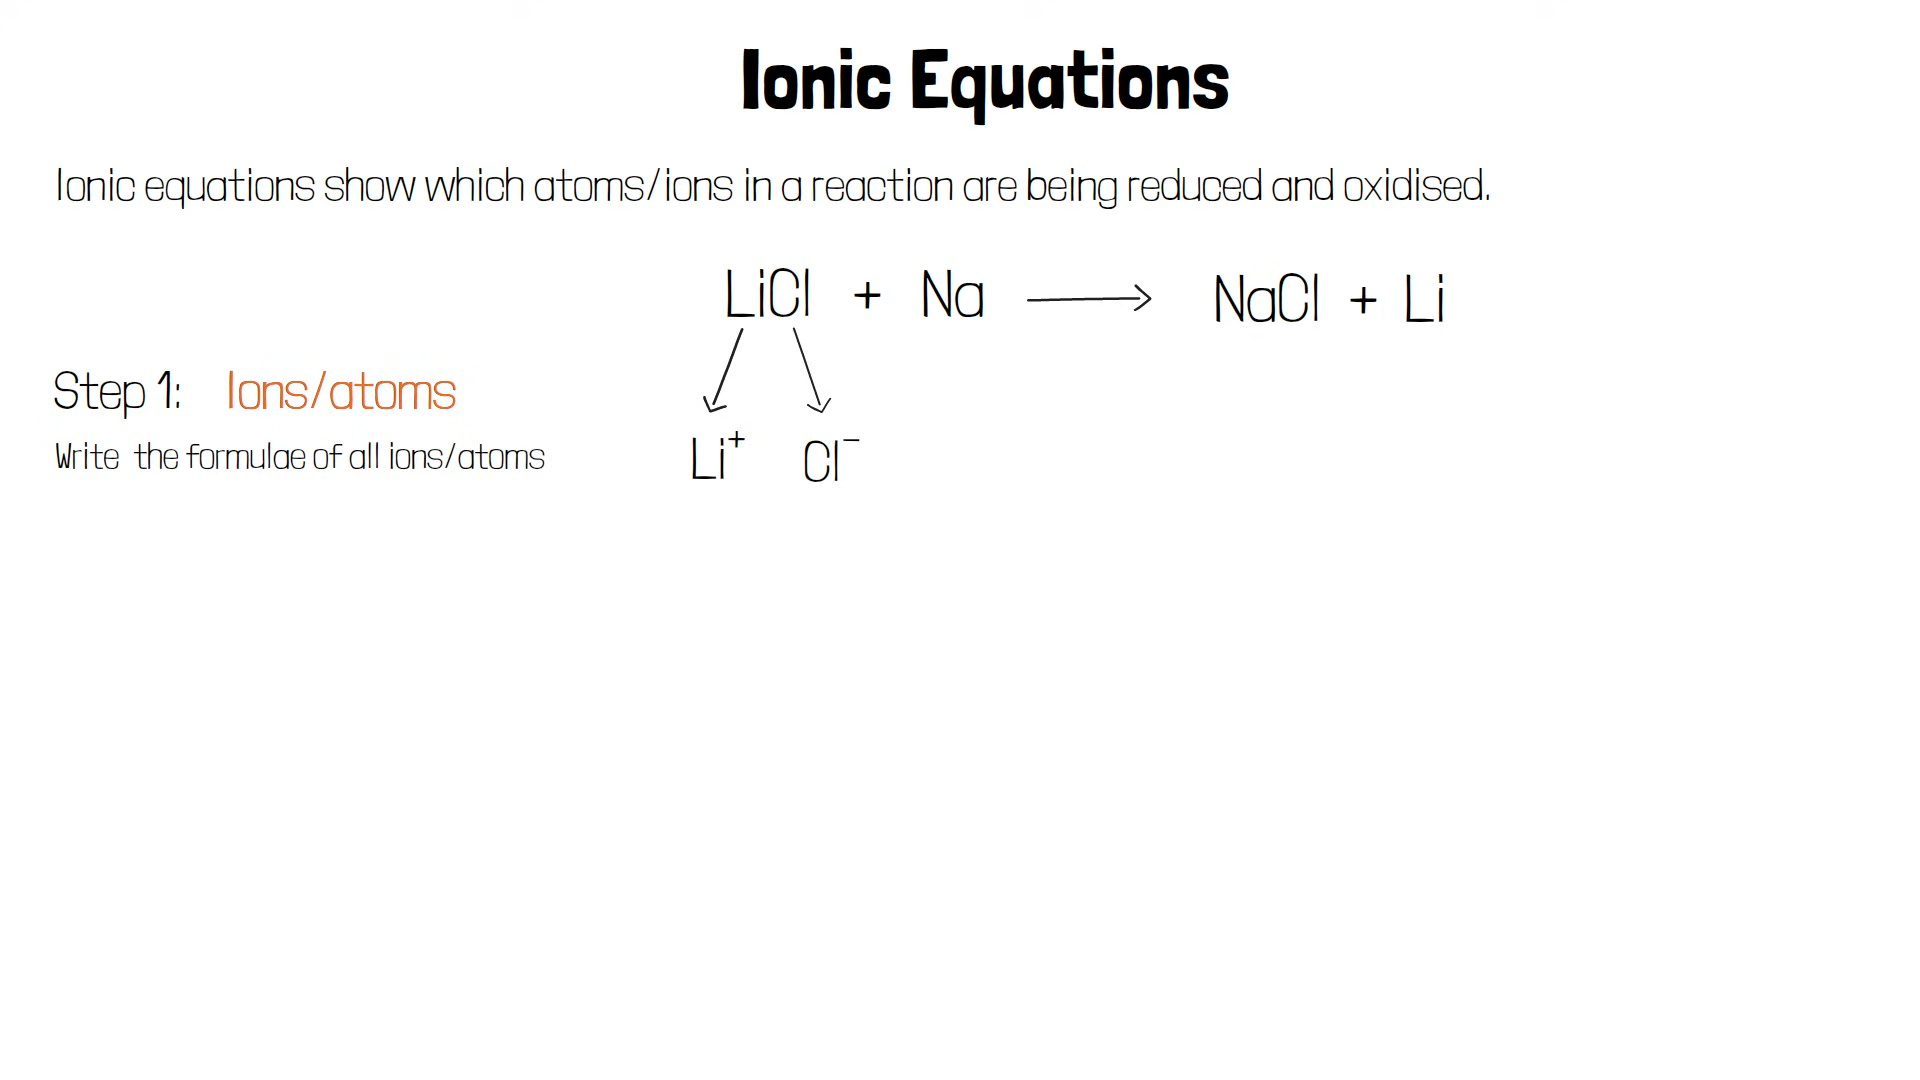 Ionic Equations
Ionic equations show which atoms/ions in a reaction are being reduced and oxidised.
LiCl + Na → NaCl + Li
Step 1: Ions/atoms
Write the formulae of all ions/atoms
Li⁺ Cl⁻